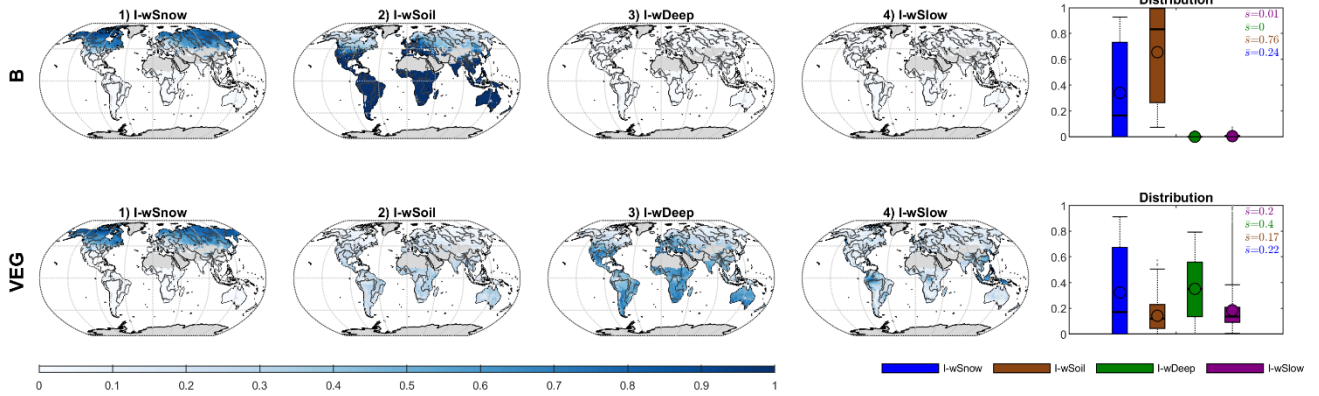 1) I-wSnow
2) I-wSoil
3) I-wDeep
4) I-wSlow
Distribution
B
1
0.8
0.6
0.4
0.2
0
s̄=0.01
s̄=0
s̄=0.76
s̄=0.24
1) I-wSnow
2) I-wSoil
3) I-wDeep
4) I-wSlow
Distribution
VEG
1
0.8
0.6
0.4
0.2
0
s̄=0.2
s̄=0.4
s̄=0.17
s̄=0.22
0 0.1 0.2 0.3 0.4 0.5 0.6 0.7 0.8 0.9 1
I-wSnow I-wSoil I-wDeep I-wSlow